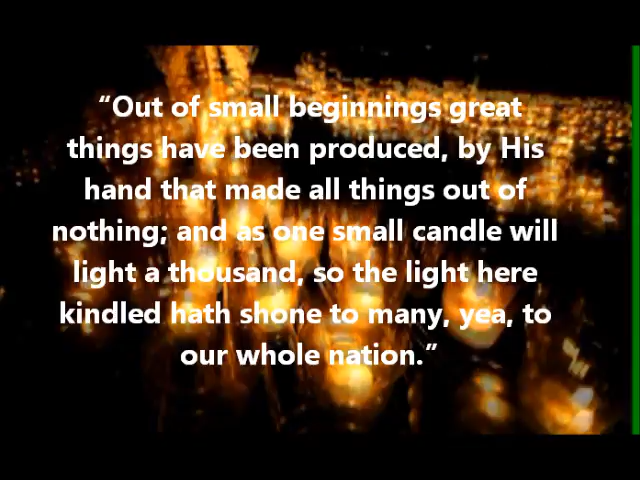 “Out of small beginnings great
things have been produced, by His
hand that made all things out of
nothing; and as one small candle will
light a thousand, so the light here
kindled hath shone to many, yea, to
our whole nation.”